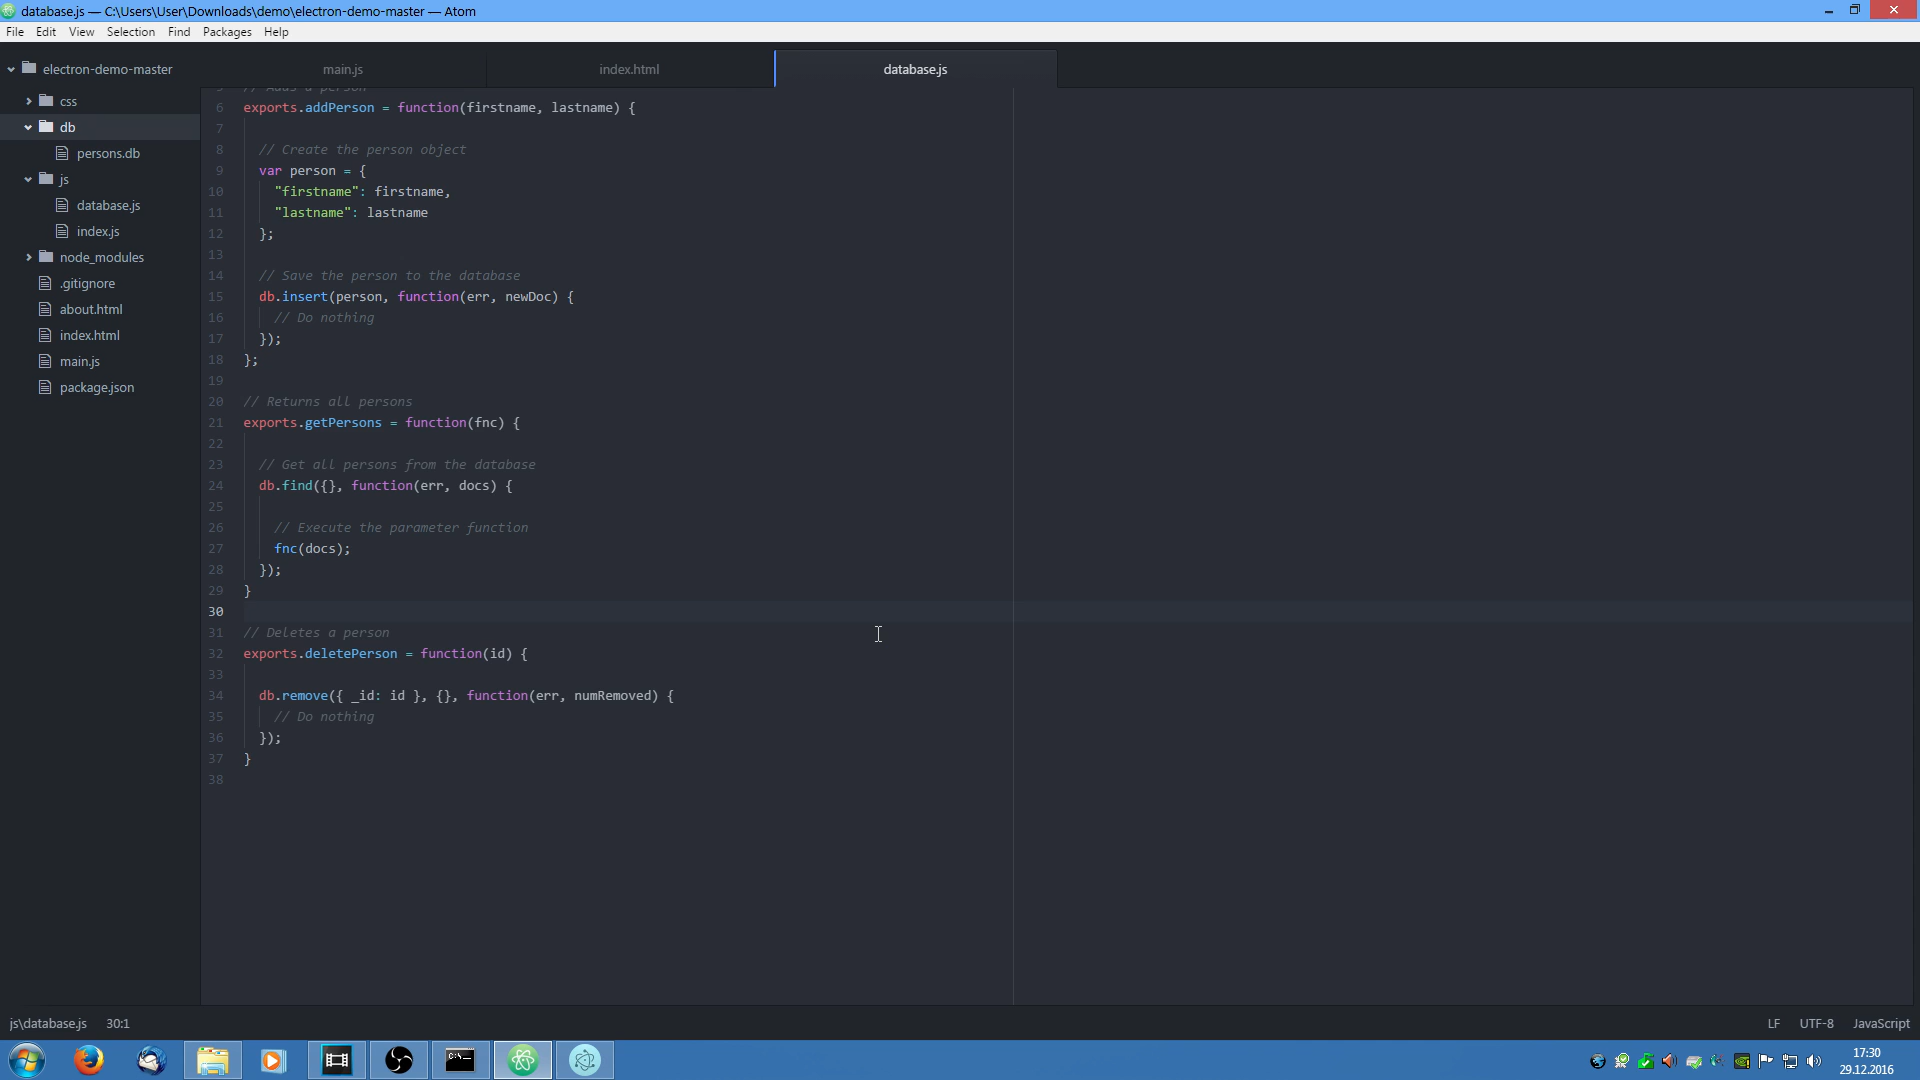 database.js — C:\Users\User\Downloads\demo\electron-demo-master — Atom
File Edit View Selection Find Packages Help
electron-demo-master
css
db
persons.db
js
database.js
index.js
node_modules
.gitignore
about.html
index.html
main.js
package.json
main.js index.html database.js
5 // Adds a person
6 exports.addPerson = function(firstname, lastname) {
7
8 // Create the person object
9 var person = {
10 "firstname": firstname,
11 "lastname": lastname
12 };
13
14 // Save the person to the database
15 db.insert(person, function(err, newDoc) {
16 // Do nothing
17 });
18 };
19
20 // Returns all persons
21 exports.getPersons = function(fnc) {
22
23 // Get all persons from the database
24 db.find({}, function(err, docs) {
25
26 // Execute the parameter function
27 fnc(docs);
28 });
29 }
30
31 // Deletes a person
32 exports.deletePerson = function(id) {
33
34 db.remove({ _id: id }, {}, function(err, numRemoved) {
35 // Do nothing
36 });
37 }
38
js\database.js 30:1 LF UTF-8 JavaScript
C:\_
17:30
29.12.2016